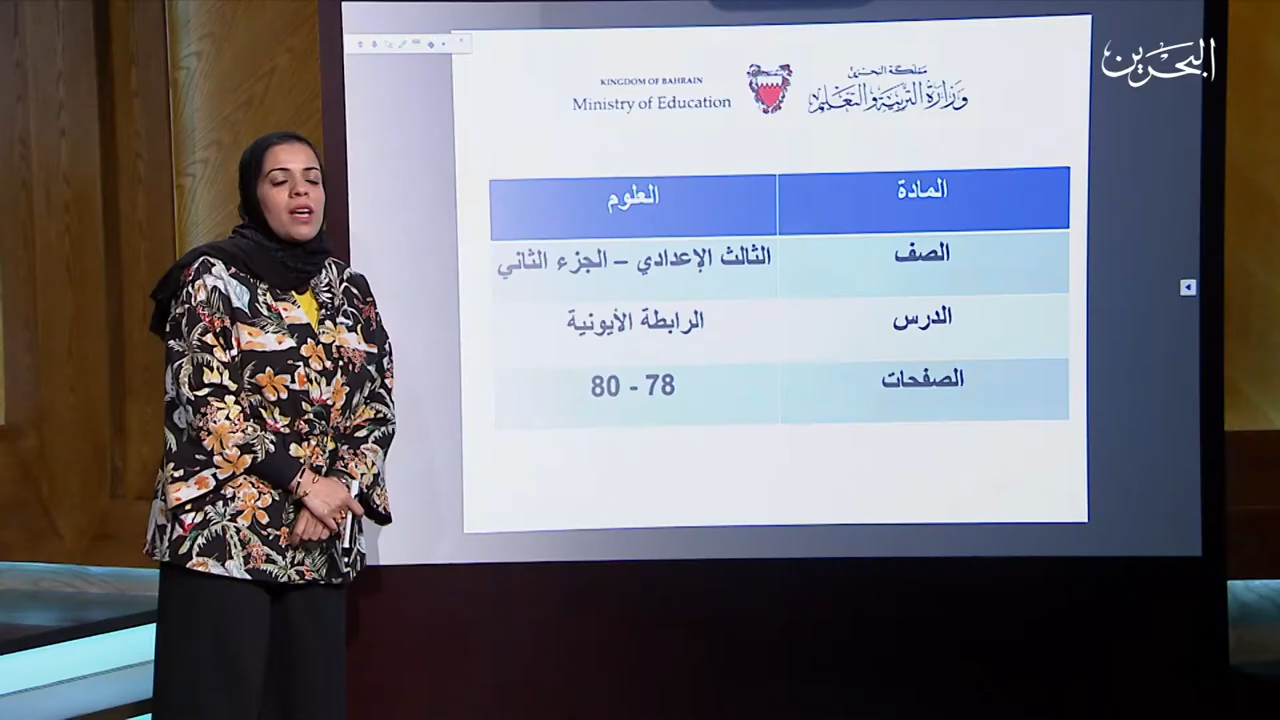 البحرين
KINGDOM OF BAHRAIN
Ministry of Education
مملكة البحرين
وزارة التربية والتعليم
المادة العلوم
الصف الثالث الإعدادي – الجزء الثاني
الدرس الرابطة الأيونية
الصفحات 78 - 80